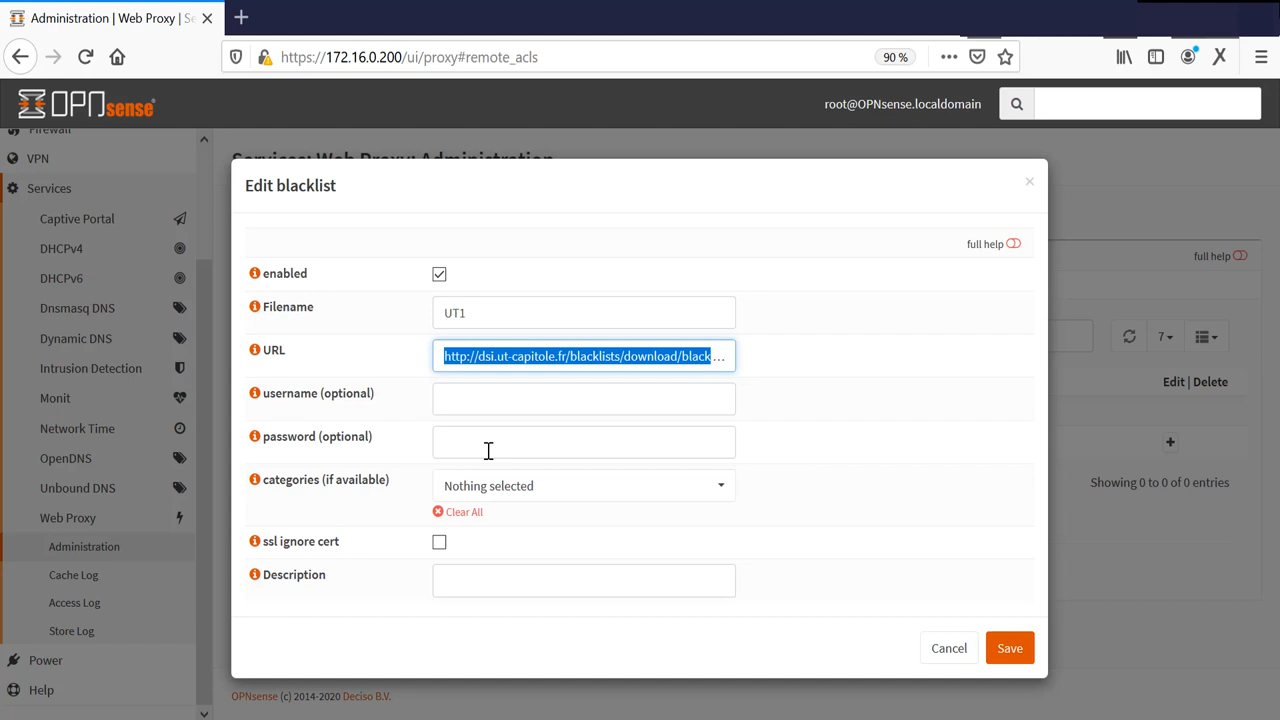 Administration | Web Proxy | Se
https://172.16.0.200/ui/proxy#remote_acls
90 %
OPNsense
root@OPNsense.localdomain
Firewall
VPN
Services
Captive Portal
DHCPv4
DHCPv6
Dnsmasq DNS
Dynamic DNS
Intrusion Detection
Monit
Network Time
OpenDNS
Unbound DNS
Web Proxy
Administration
Cache Log
Access Log
Store Log
Power
Help
Services: Web Proxy: Administration
full help
7
Edit | Delete
Showing 0 to 0 of 0 entries
Edit blacklist
×
full help
enabled
Filename
UT1
URL
http://dsi.ut-capitole.fr/blacklists/download/black…
username (optional)
password (optional)
categories (if available)
Nothing selected
Clear All
ssl ignore cert
Description
Cancel
Save
OPNsense (c) 2014-2020 Deciso B.V.